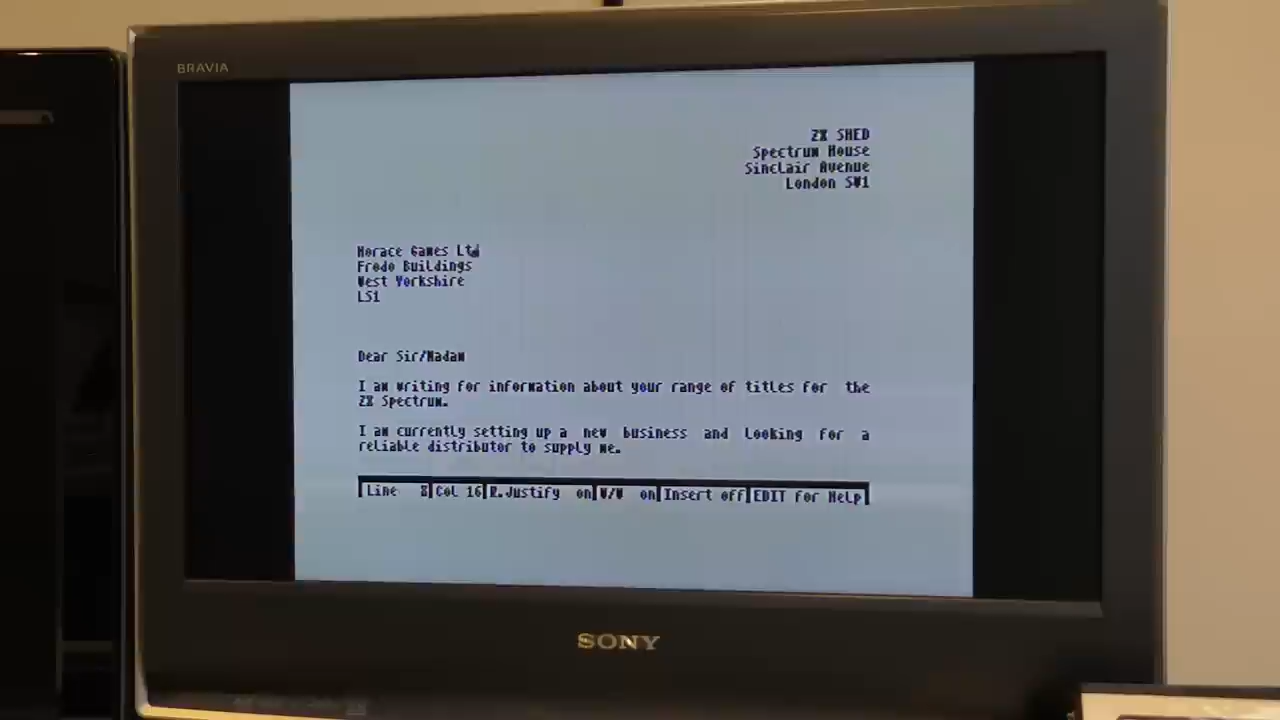 BRAVIA
ZX SHED
Spectrum House
Sinclair Avenue
London SW1
Horace Games Ltd
Frodo Buildings
West Yorkshire
LS1
Dear Sir/Madam
I am writing for information about your range of titles for the
ZX Spectrum.
I am currently setting up a new business and looking for a
reliable distributor to supply me.
Line 8 Col 16 R.Justify on W/W on Insert off EDIT for Help
SONY